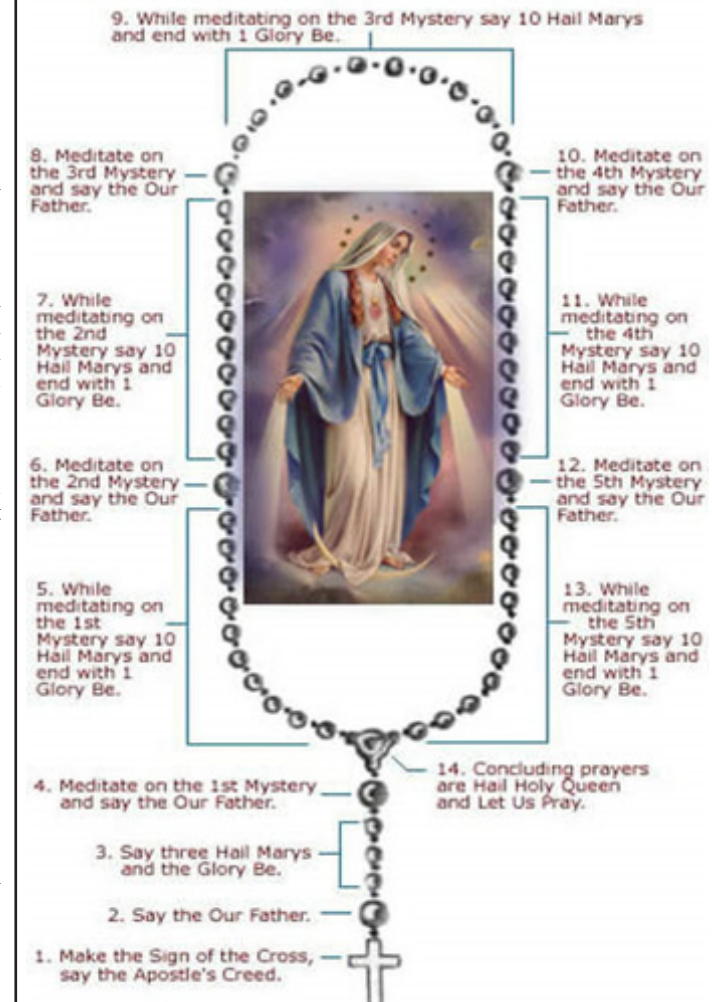 9. While meditating on the 3rd Mystery say 10 Hail Marys
and end with 1 Glory Be.
8. Meditate on
the 3rd Mystery
and say the Our
Father.
10. Meditate on
the 4th Mystery
and say the Our
Father.
7. While
meditating on
the 2nd
Mystery say 10
Hail Marys and
end with 1
Glory Be.
11. While
meditating on
the 4th
Mystery say 10
Hail Marys and
end with 1
Glory Be.
6. Meditate on
the 2nd Mystery
and say the Our
Father.
12. Meditate on
the 5th Mystery
and say the Our
Father.
5. While
meditating on
the 1st
Mystery say 10
Hail Marys and
end with 1
Glory Be.
13. While
meditating on
the 5th
Mystery say 10
Hail Marys and
end with 1
Glory Be.
14. Concluding prayers
are Hail Holy Queen
and Let Us Pray.
4. Meditate on the 1st Mystery
and say the Our Father.
3. Say three Hail Marys
and the Glory Be.
2. Say the Our Father.
1. Make the Sign of the Cross,
say the Apostle's Creed.